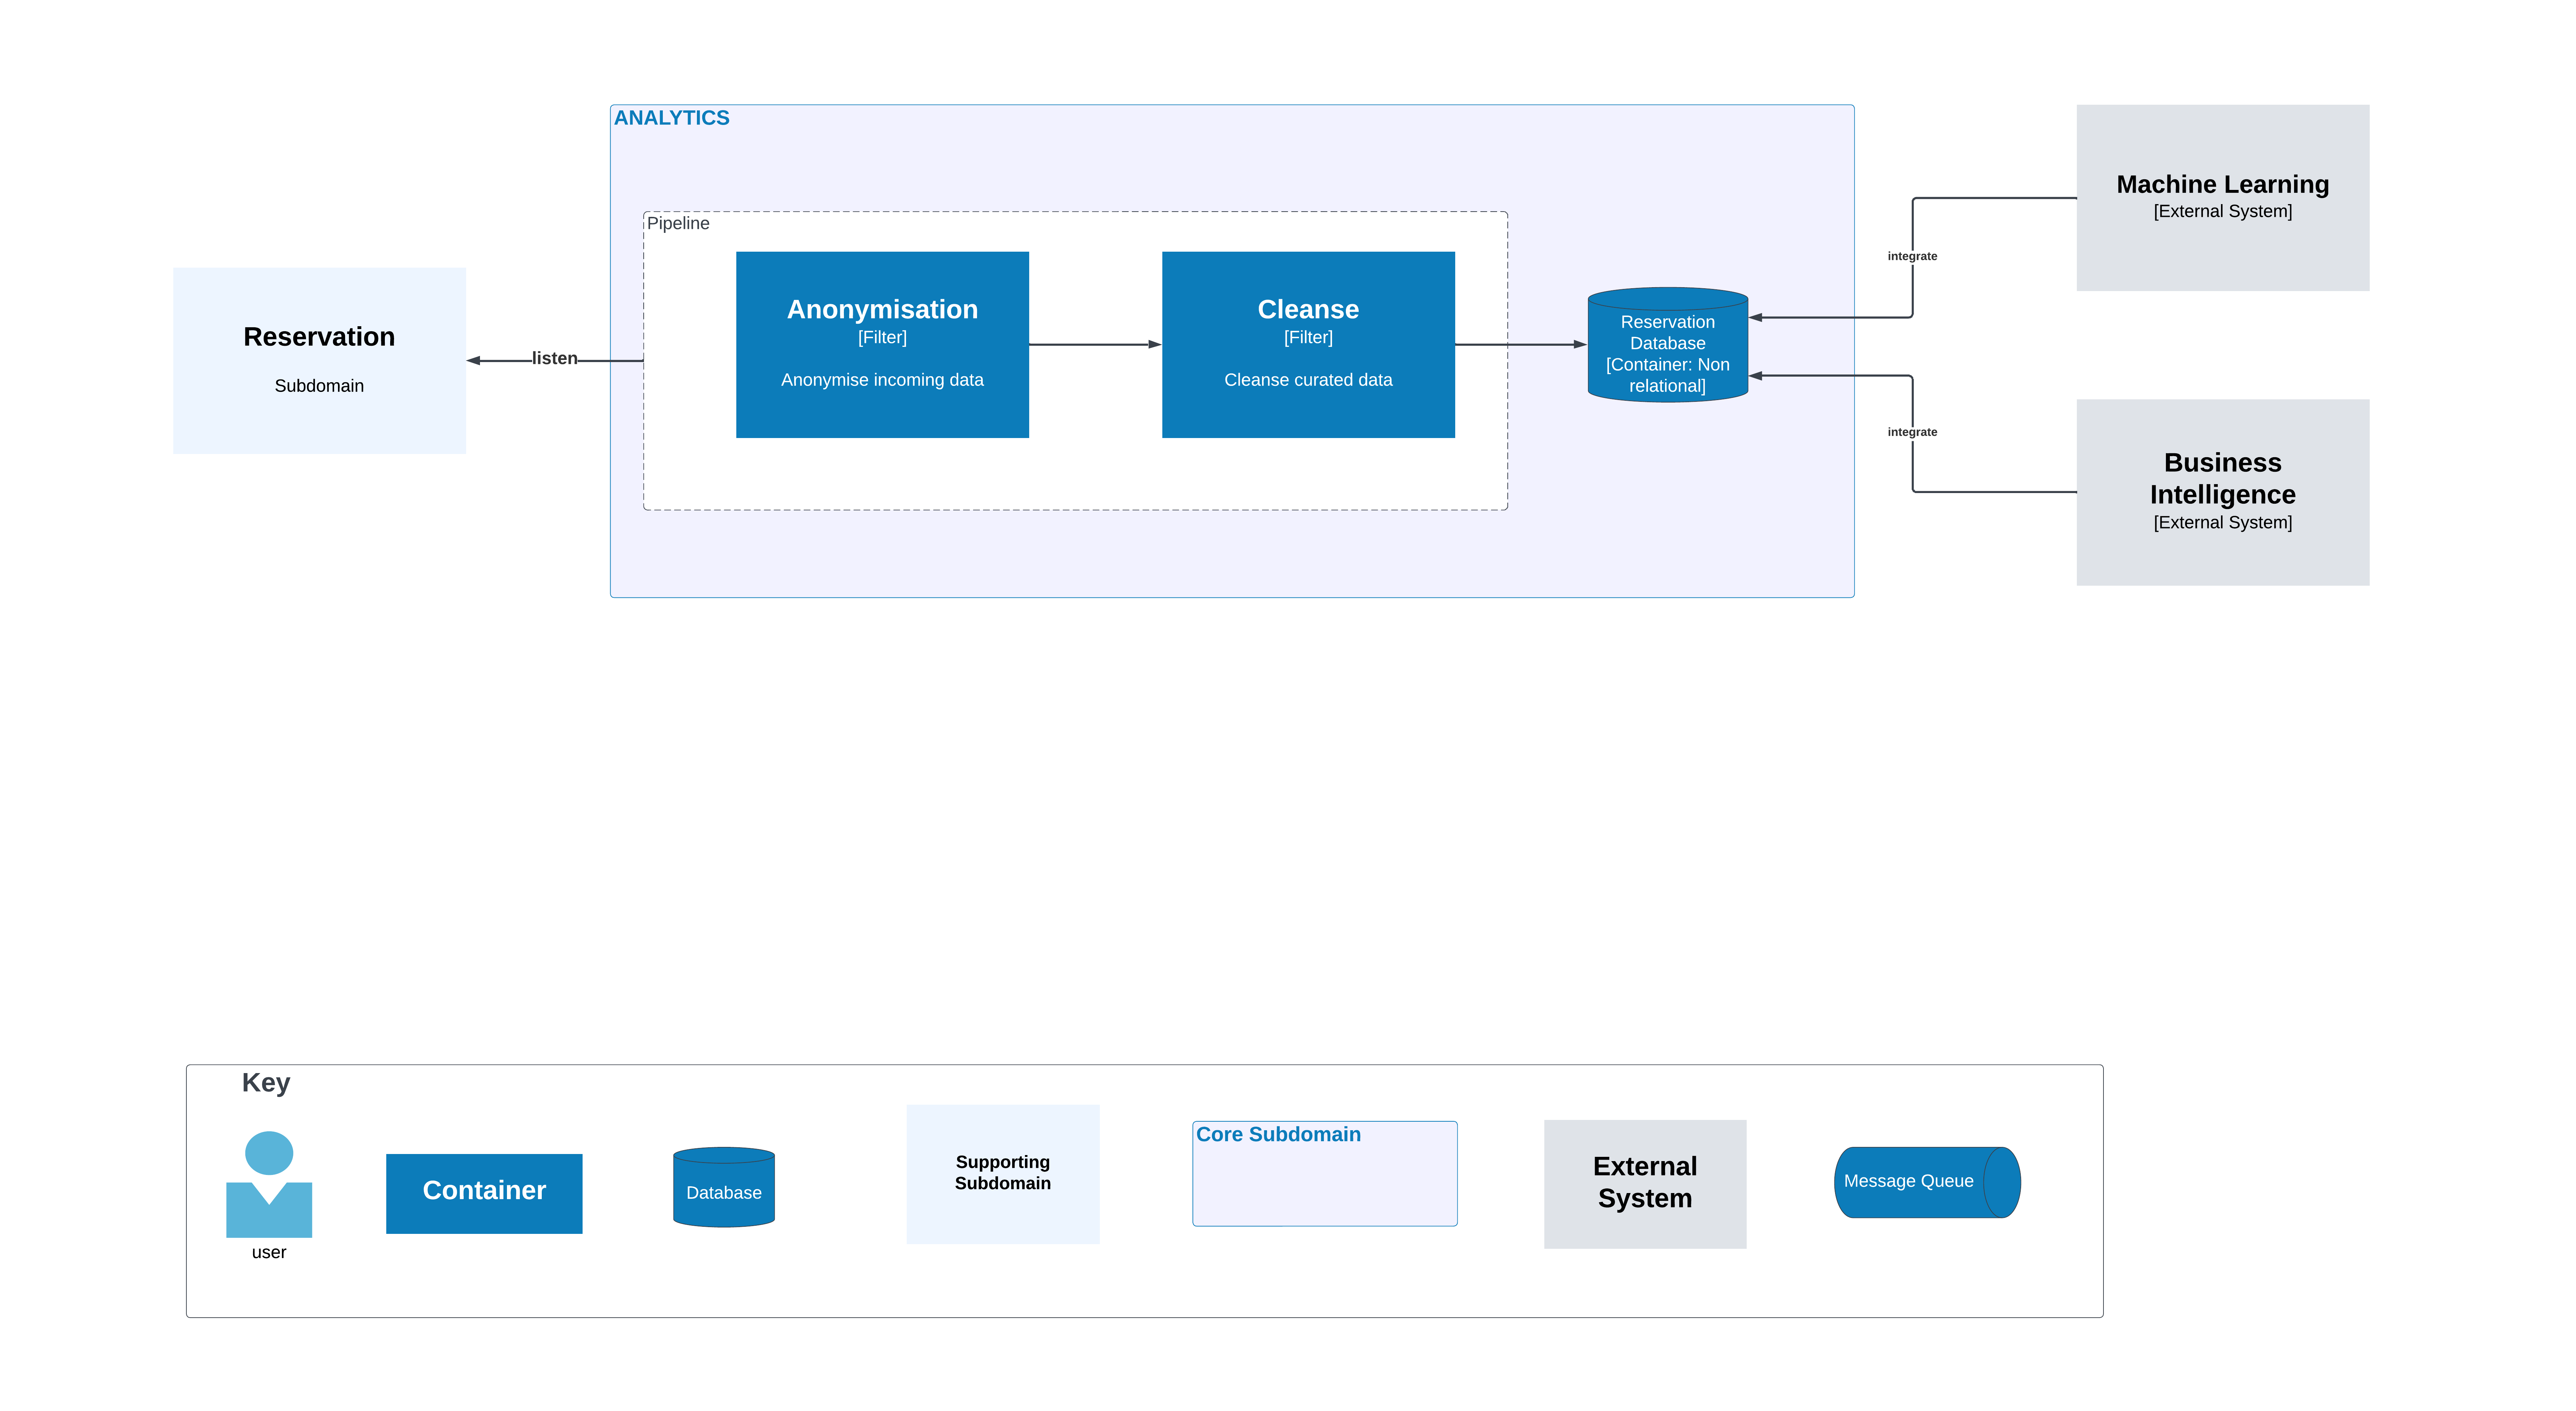 ANALYTICS
Pipeline
Reservation
Subdomain
listen
Anonymisation
[Filter]
Anonymise incoming data
Cleanse
[Filter]
Cleanse curated data
Reservation
Database
[Container: Non
relational]
integrate
integrate
Machine Learning
[External System]
Business
Intelligence
[External System]
Key
user
Container
Database
Supporting
Subdomain
Core Subdomain
External
System
Message Queue